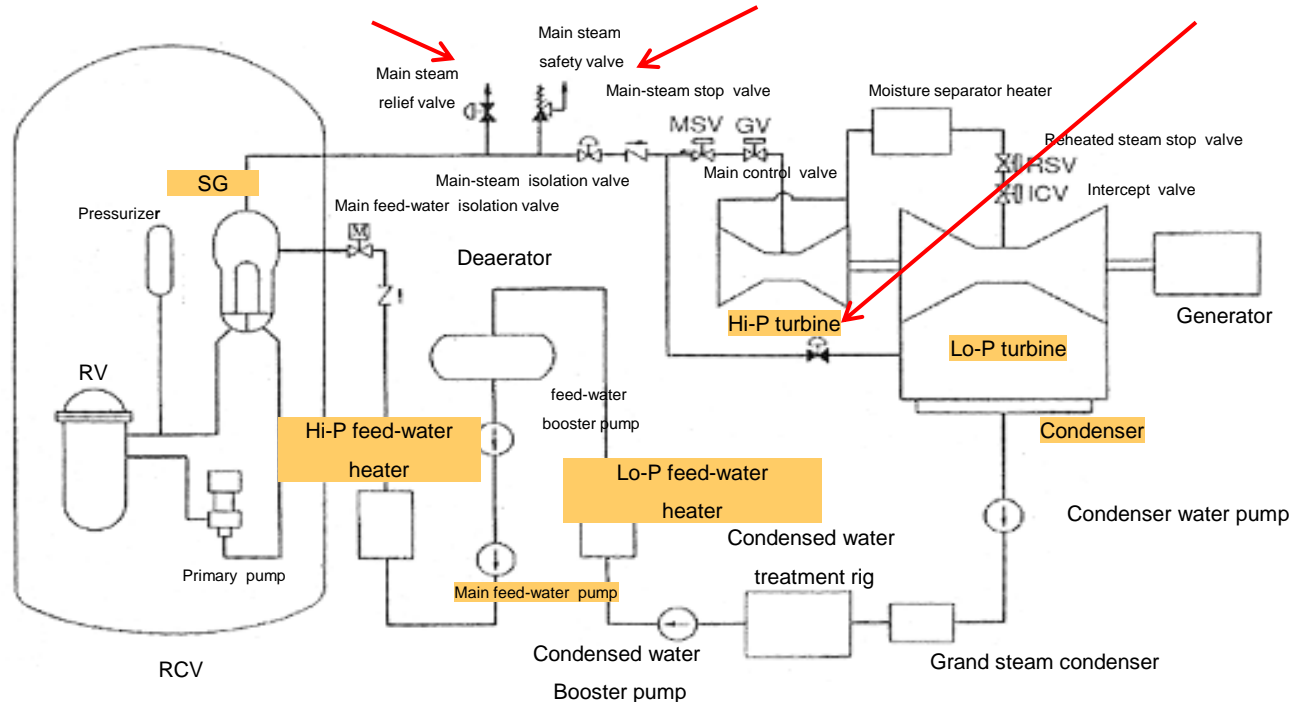 Main steam
safety valve
Main steam
relief valve
Main-steam stop valve
Moisture separator heater
MSV
GV
Reheated steam stop valve
RSV
Main control valve
ICV
Intercept valve
SG
Main-steam isolation valve
Pressurizer
Main feed-water isolation valve
M
Deaerator
Hi-P turbine
Generator
Lo-P turbine
RV
feed-water
booster pump
Hi-P feed-water
heater
Condenser
Lo-P feed-water
heater
Condenser water pump
Condensed water
treatment rig
Primary pump
Main feed-water pump
RCV
Condensed water
Booster pump
Grand steam condenser